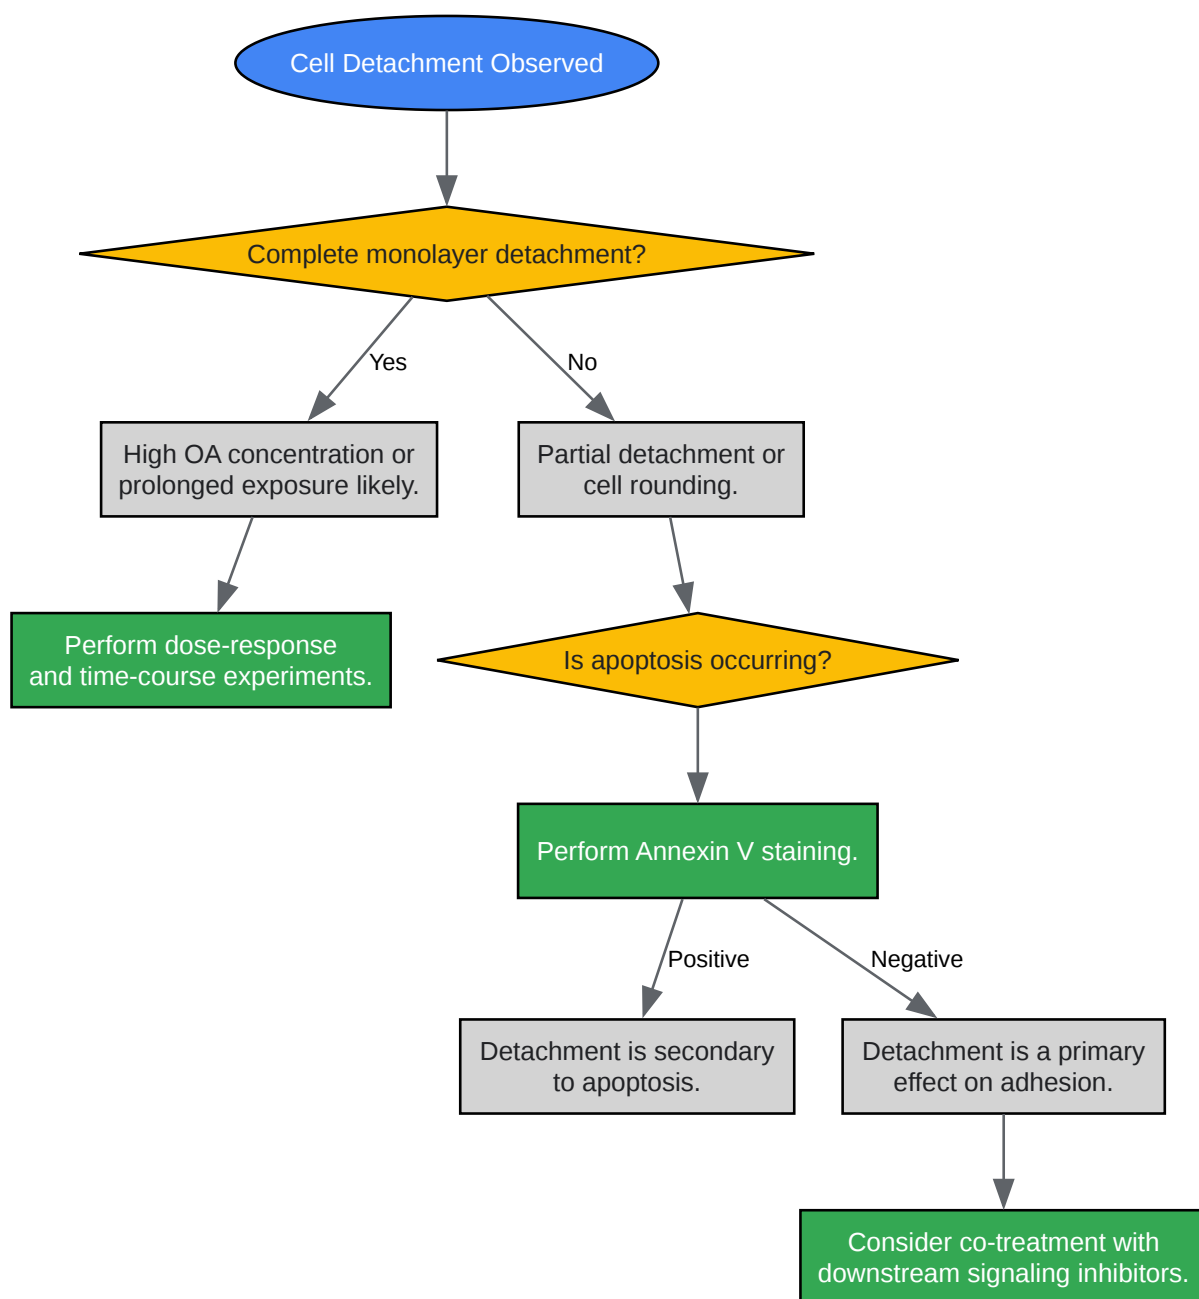 Cell Detachment Observed
Complete monolayer detachment?
Yes
No
High OA concentration or
prolonged exposure likely.
Partial detachment or
cell rounding.
Perform dose-response
and time-course experiments.
Is apoptosis occurring?
Perform Annexin V staining.
Positive
Negative
Detachment is secondary
to apoptosis.
Detachment is a primary
effect on adhesion.
Consider co-treatment with
downstream signaling inhibitors.